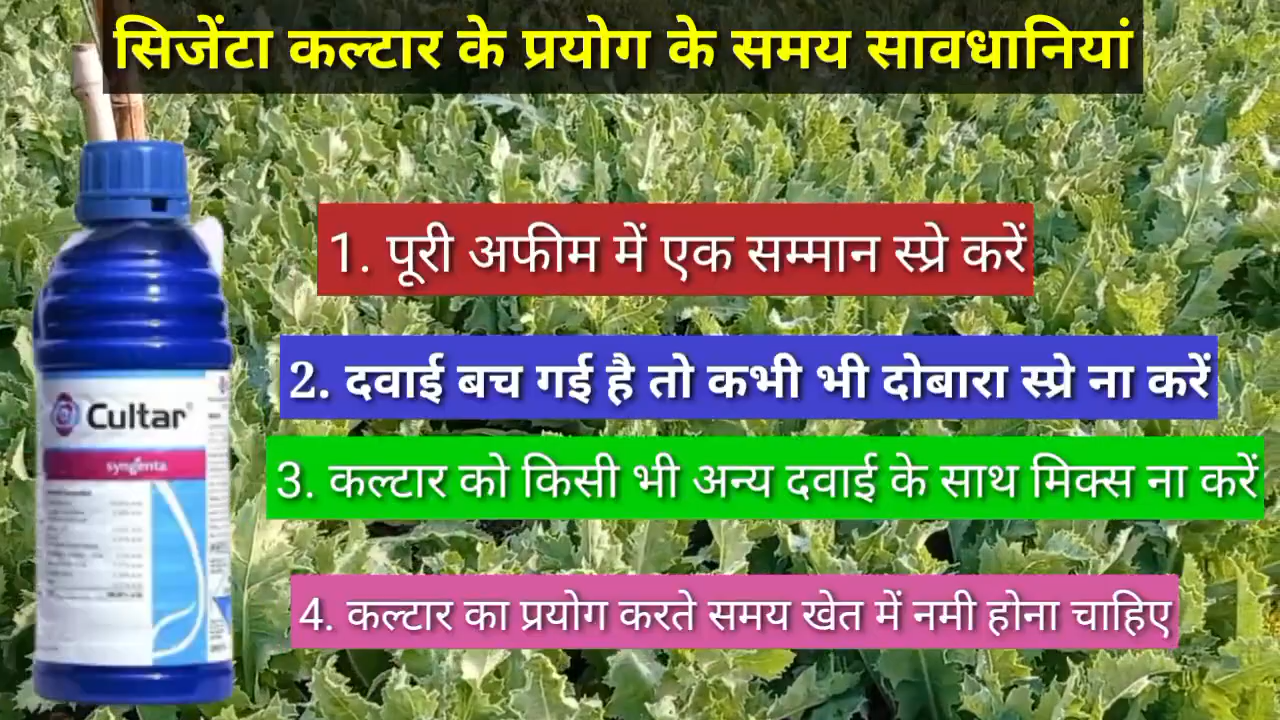 सिजेंटा कल्टार के प्रयोग के समय सावधानियां
1. पूरी अफीम में एक सम्मान स्प्रे करें
2. दवाई बच गई है तो कभी भी दोबारा स्प्रे ना करें
Cultar®
syngenta
3. कल्टार को किसी भी अन्य दवाई के साथ मिक्स ना करें
4. कल्टार का प्रयोग करते समय खेत में नमी होना चाहिए